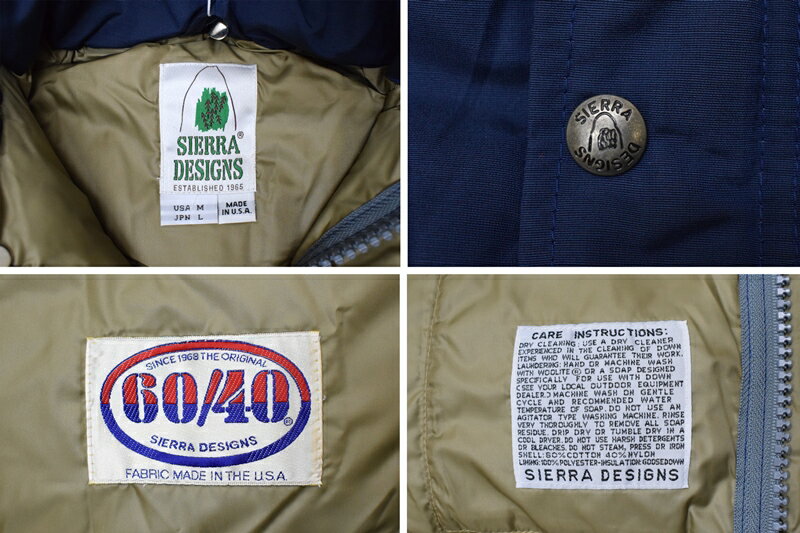 SIERRA
DESIGNS®
ESTABLISHED 1965
USA M
JPN L
MADE
IN U.S.A.
SIERRA
DESIGNS
SINCE 1968 THE ORIGINAL
60/40®
SIERRA DESIGNS
FABRIC MADE IN THE U.S.A.
CARE INSTRUCTIONS:
DRY CLEANING: USE A DRY CLEANER
EXPERIENCED IN THE CLEANING OF DOWN
ITEMS WHO WILL GUARANTEE THEIR WORK.
LAUNDERING: HAND OR MACHINE WASH
WITH WOOLITE® OR A SOAP DESIGNED
SPECIFICALLY FOR USE WITH DOWN
(SEE YOUR LOCAL OUTDOOR EQUIPMENT
DEALER.) MACHINE WASH ON GENTLE
CYCLE AND RECOMMENDED WATER
TEMPERATURE OF SOAP. DO NOT USE AN
AGITATOR TYPE WASHING MACHINE. RINSE
VERY THOROUGHLY TO REMOVE ALL SOAP
RESIDUE. DRIP DRY OR TUMBLE DRY IN A
COOL DRYER. DO NOT USE HARSH DETERGENTS
OR BLEACHES. DO NOT STEAM, PRESS OR IRON
SHELL: 60% COTTON 40% NYLON
LINING: 100% POLYESTER-INSULATION: GOOSEDOWN
SIERRA DESIGNS